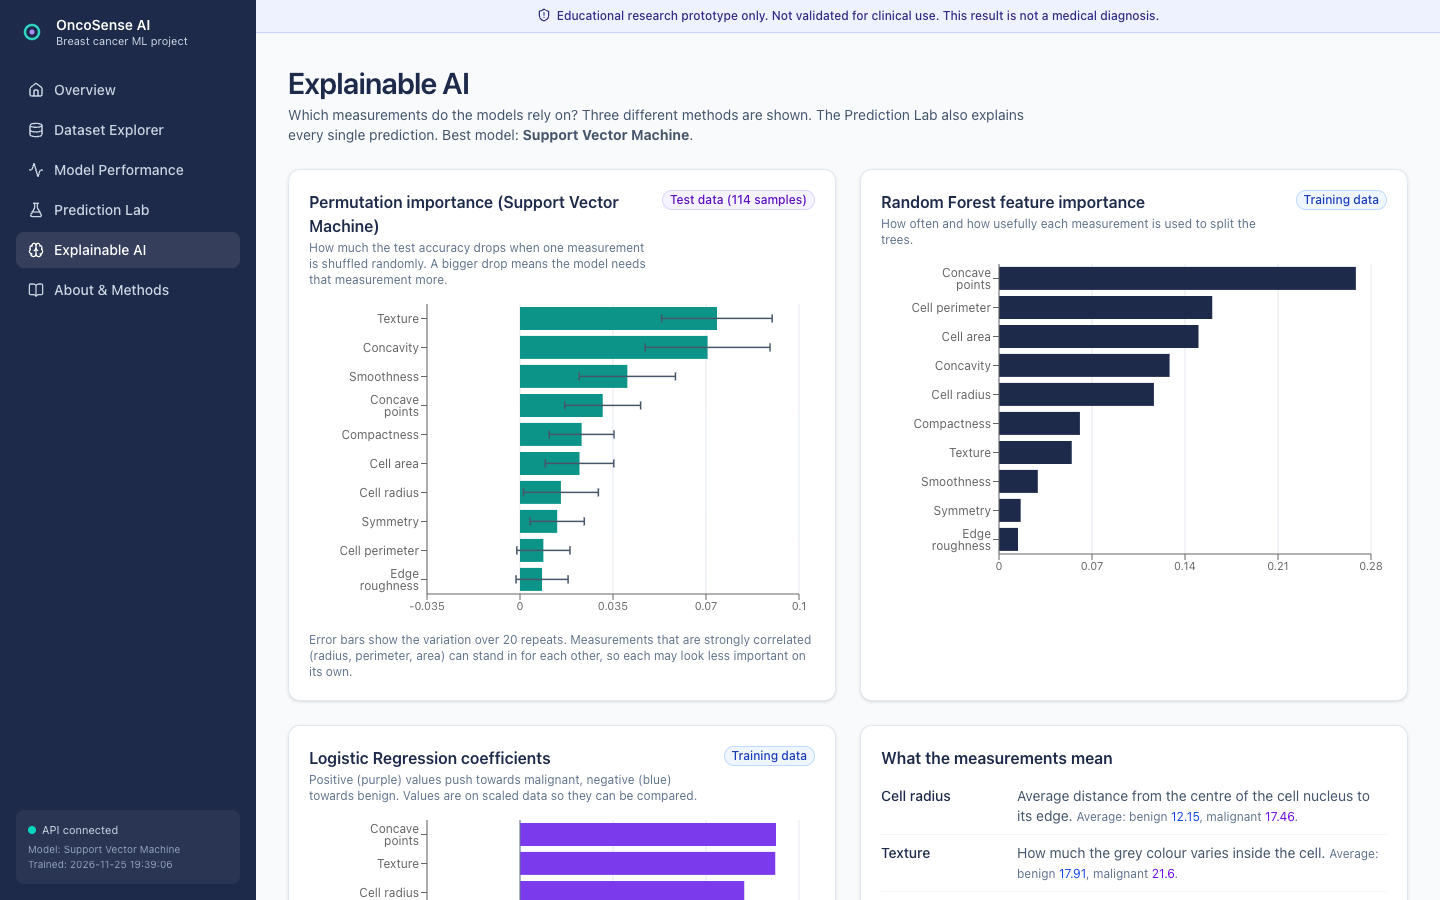 OncoSense AI
Breast cancer ML project
Overview
Dataset Explorer
Model Performance
Prediction Lab
Explainable AI
About & Methods
API connected
Model: Support Vector Machine
Trained: 2026-11-25 19:39:06
Educational research prototype only. Not validated for clinical use. This result is not a medical diagnosis.
Explainable AI
Which measurements do the models rely on? Three different methods are shown. The Prediction Lab also explains
every single prediction. Best model: Support Vector Machine.
Permutation importance (Support Vector
Machine)
Test data (114 samples)
How much the test accuracy drops when one measurement
is shuffled randomly. A bigger drop means the model needs
that measurement more.
Texture
Concavity
Smoothness
Concave
points
Compactness
Cell area
Cell radius
Symmetry
Cell perimeter
Edge
roughness
-0.035 0 0.035 0.07 0.1
Error bars show the variation over 20 repeats. Measurements that are strongly correlated
(radius, perimeter, area) can stand in for each other, so each may look less important on
its own.
Random Forest feature importance
Training data
How often and how usefully each measurement is used to split the
trees.
Concave
points
Cell perimeter
Cell area
Concavity
Cell radius
Compactness
Texture
Smoothness
Symmetry
Edge
roughness
0 0.07 0.14 0.21 0.28
Logistic Regression coefficients
Training data
Positive (purple) values push towards malignant, negative (blue)
towards benign. Values are on scaled data so they can be compared.
Concave
points
Texture
Cell radius
What the measurements mean
Cell radius
Average distance from the centre of the cell nucleus to
its edge. Average: benign 12.15, malignant 17.46.
Texture
How much the grey colour varies inside the cell. Average:
benign 17.91, malignant 21.6.